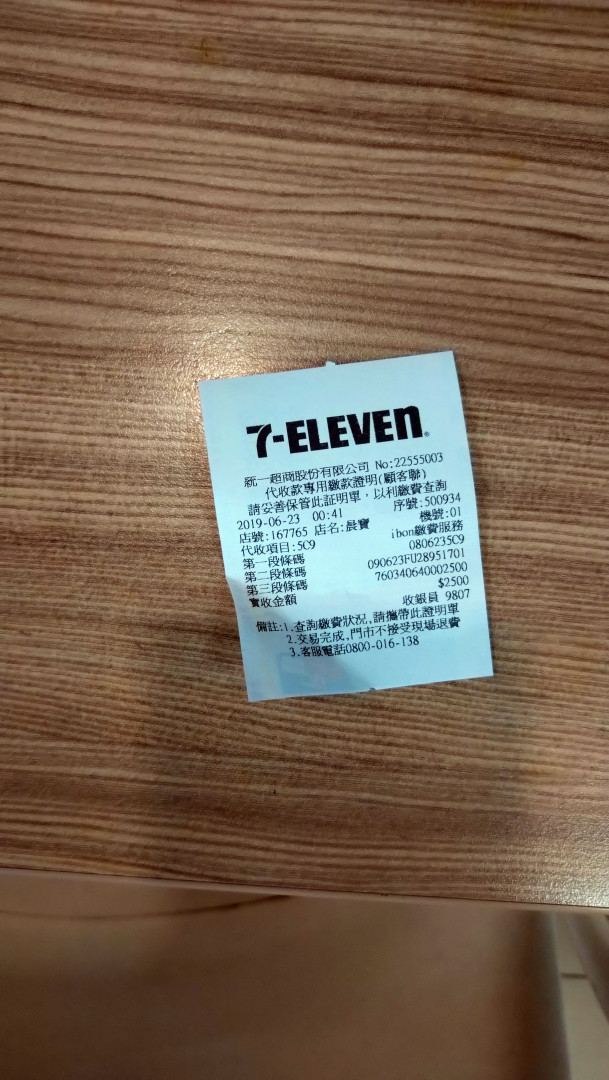 7-ELEVEn®
統一超商股份有限公司 No:22555003
代收款專用繳款證明(顧客聯)
請妥善保管此証明單，以利繳費查詢
2019-06-23 00:41 序號:500934
店號:167765 店名:晨寶 機號:01
代收項目:5C9 ibon繳費服務
第一段條碼 0806235C9
第二段條碼 090623FU28951701
第三段條碼 760340640002500
實收金額 $2500
收銀員 9807
備註:1.查詢繳費狀況,請攜帶此證明單
2.交易完成,門市不接受現場退費
3.客服電話0800-016-138